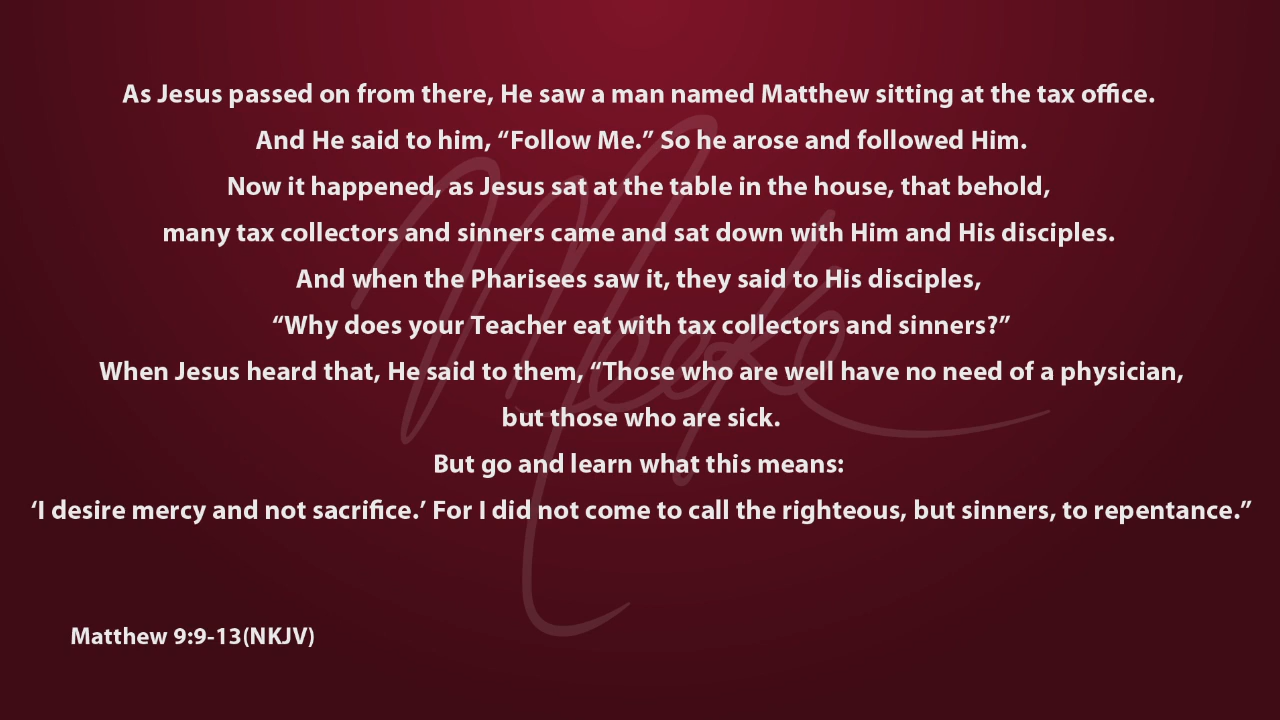 As Jesus passed on from there, He saw a man named Matthew sitting at the tax office.
And He said to him, “Follow Me.” So he arose and followed Him.
Now it happened, as Jesus sat at the table in the house, that behold,
many tax collectors and sinners came and sat down with Him and His disciples.
And when the Pharisees saw it, they said to His disciples,
“Why does your Teacher eat with tax collectors and sinners?”
When Jesus heard that, He said to them, “Those who are well have no need of a physician,
but those who are sick.
But go and learn what this means:
‘I desire mercy and not sacrifice.’ For I did not come to call the righteous, but sinners, to repentance.”
Matthew 9:9-13(NKJV)